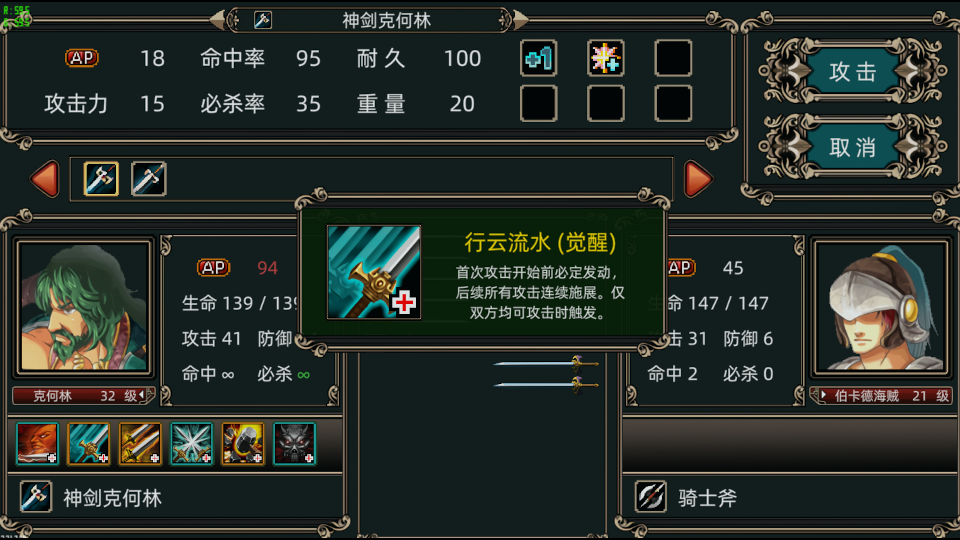 神剑克何林
AP 18 命中率 95 耐久 100
攻击力 15 必杀率 35 重量 20
攻击
取消
行云流水 (觉醒)
首次攻击开始前必定发动，
后续所有攻击连续施展。仅
双方均可攻击时触发。
AP 94
生命 139 / 139
攻击 41 防御
命中 ∞ 必杀 ∞
克何林 32 级
神剑克何林
AP 45
生命 147 / 147
击 31 防御 6
命中 2 必杀 0
伯卡德海贼 21 级
骑士斧